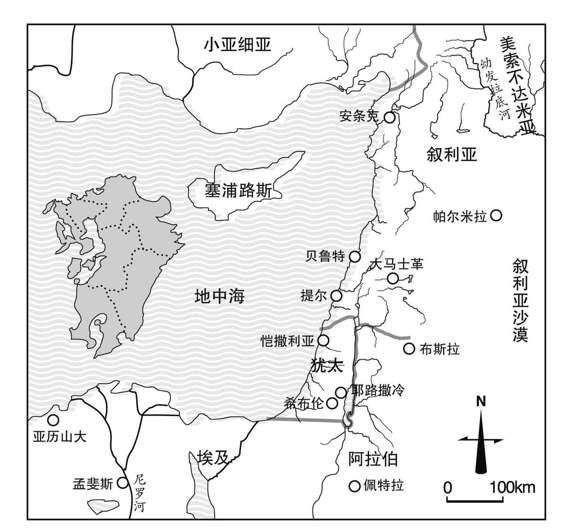 小亚细亚
美索不达米亚
幼发拉底河
安条克
叙利亚
塞浦路斯
帕尔米拉
贝鲁特
大马士革
叙利亚沙漠
地中海
提尔
恺撒利亚
布斯拉
犹太
耶路撒冷
希布伦
亚历山大
埃及
阿拉伯
孟斐斯
尼罗河
佩特拉
N
0 100km